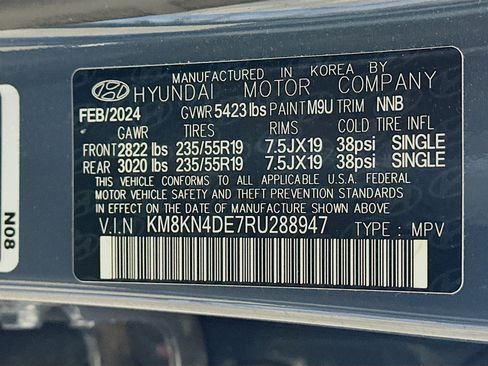 MANUFACTURED IN KOREA BY
HYUNDAI MOTOR COMPANY
FEB/2024 GVWR 5423 lbs PAINT M9U TRIM NNB
GAWR TIRES RIMS COLD TIRE INFL
FRONT 2822 lbs 235/55R19 7.5JX19 38psi SINGLE
REAR 3020 lbs 235/55R19 7.5JX19 38psi SINGLE
THIS VEHICLE CONFORMS TO ALL APPLICABLE U.S.A. FEDERAL
MOTOR VEHICLE SAFETY AND THEFT PREVENTION STANDARDS
IN EFFECT ON THE DATE OF MANUFACTURE SHOWN ABOVE.
V.I.N KM8KN4DE7RU288947 TYPE : MPV
N08